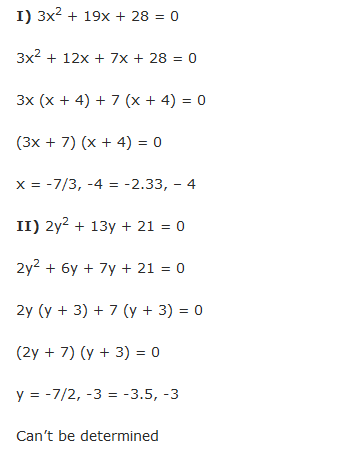 I) 3x² + 19x + 28 = 0
3x² + 12x + 7x + 28 = 0
3x (x + 4) + 7 (x + 4) = 0
(3x + 7) (x + 4) = 0
x = -7/3, -4 = -2.33, – 4
II) 2y² + 13y + 21 = 0
2y² + 6y + 7y + 21 = 0
2y (y + 3) + 7 (y + 3) = 0
(2y + 7) (y + 3) = 0
y = -7/2, -3 = -3.5, -3
Can't be determined